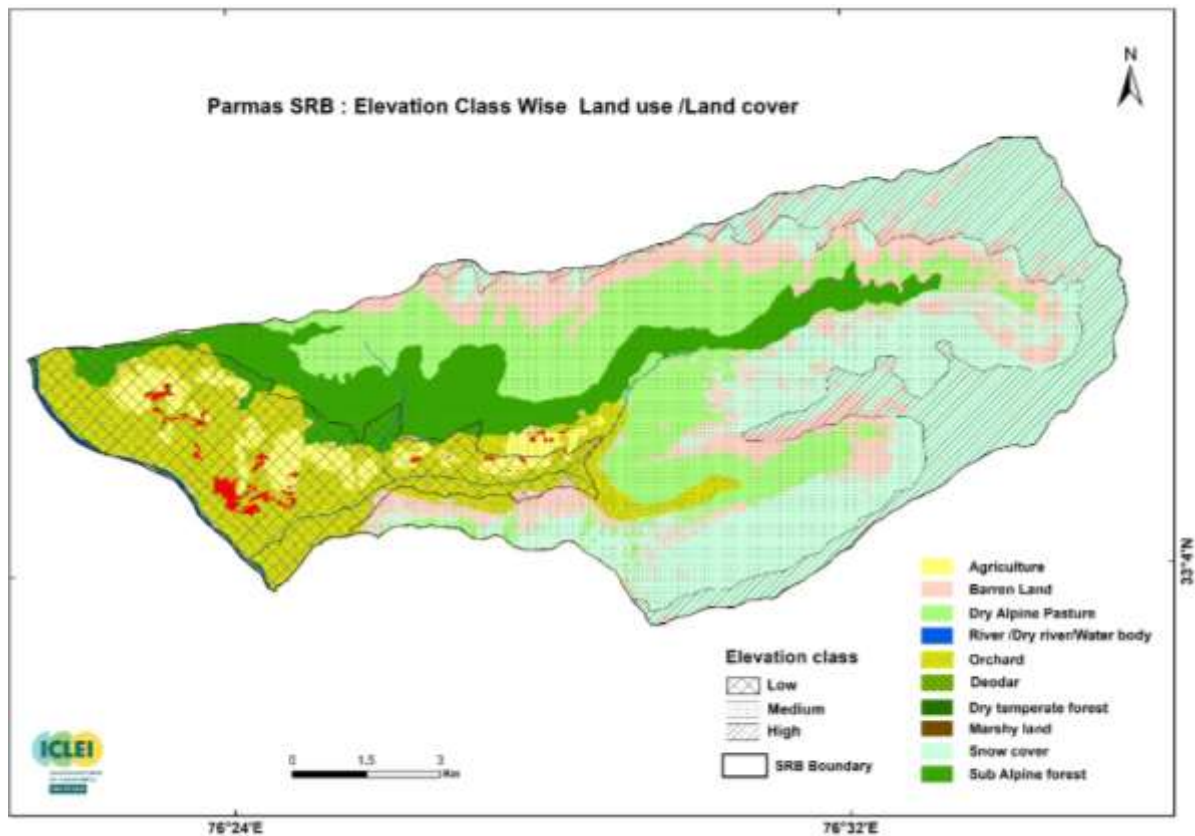 N
Parmas SRB : Elevation Class Wise Land use /Land cover
33°4'N
Agriculture
Barren Land
Dry Alpine Pasture
River /Dry river/Water body
Orchard
Deodar
Dry temperate forest
Marshy land
Snow cover
Sub Alpine forest
Elevation class
Low
Medium
High
SRB Boundary
ICLEI
0 1.5 3
Km
76°24'E 76°32'E